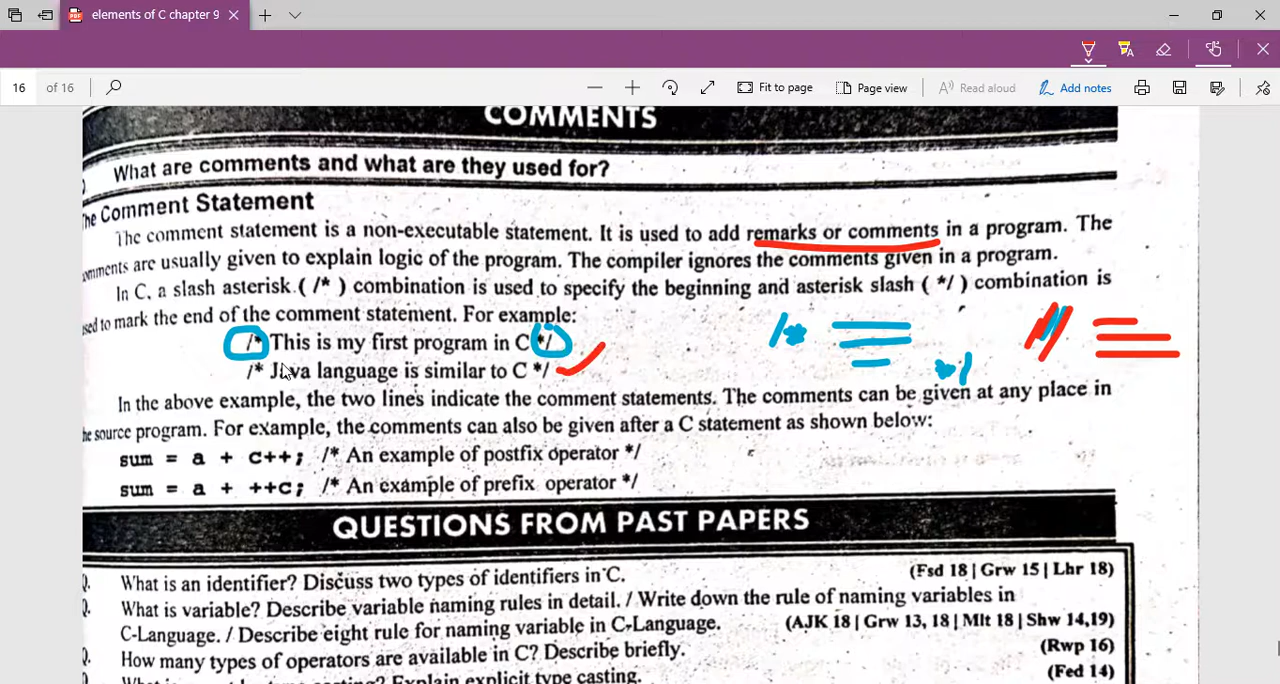 elements of C chapter 9
16 of 16
Fit to page
Page view
Read aloud
Add notes
COMMENTS
What are comments and what are they used for?
The Comment Statement
The comment statement is a non-executable statement. It is used to add remarks or comments in a program. The
comments are usually given to explain logic of the program. The compiler ignores the comments given in a program.
In C, a slash asterisk ( /* ) combination is used to specify the beginning and asterisk slash ( */ ) combination is
used to mark the end of the comment statement. For example:
/* This is my first program in C */
/* */
//
/* Java language is similar to C */
In the above example, the two lines indicate the comment statements. The comments can be given at any place in
the source program. For example, the comments can also be given after a C statement as shown below:
sum = a + c++; /* An example of postfix operator */
sum = a + ++c; /* An example of prefix operator */
QUESTIONS FROM PAST PAPERS
Q. What is an identifier? Discuss two types of identifiers in C. (Fsd 18 | Grw 15 | Lhr 18)
Q. What is variable? Describe variable naming rules in detail. / Write down the rule of naming variables in
C-Language. / Describe eight rule for naming variable in C-Language. (AJK 18 | Grw 13, 18 | Mlt 18 | Shw 14,19)
Q. How many types of operators are available in C? Describe briefly. (Rwp 16)
What is type casting? Explain explicit type casting. (Fed 14)